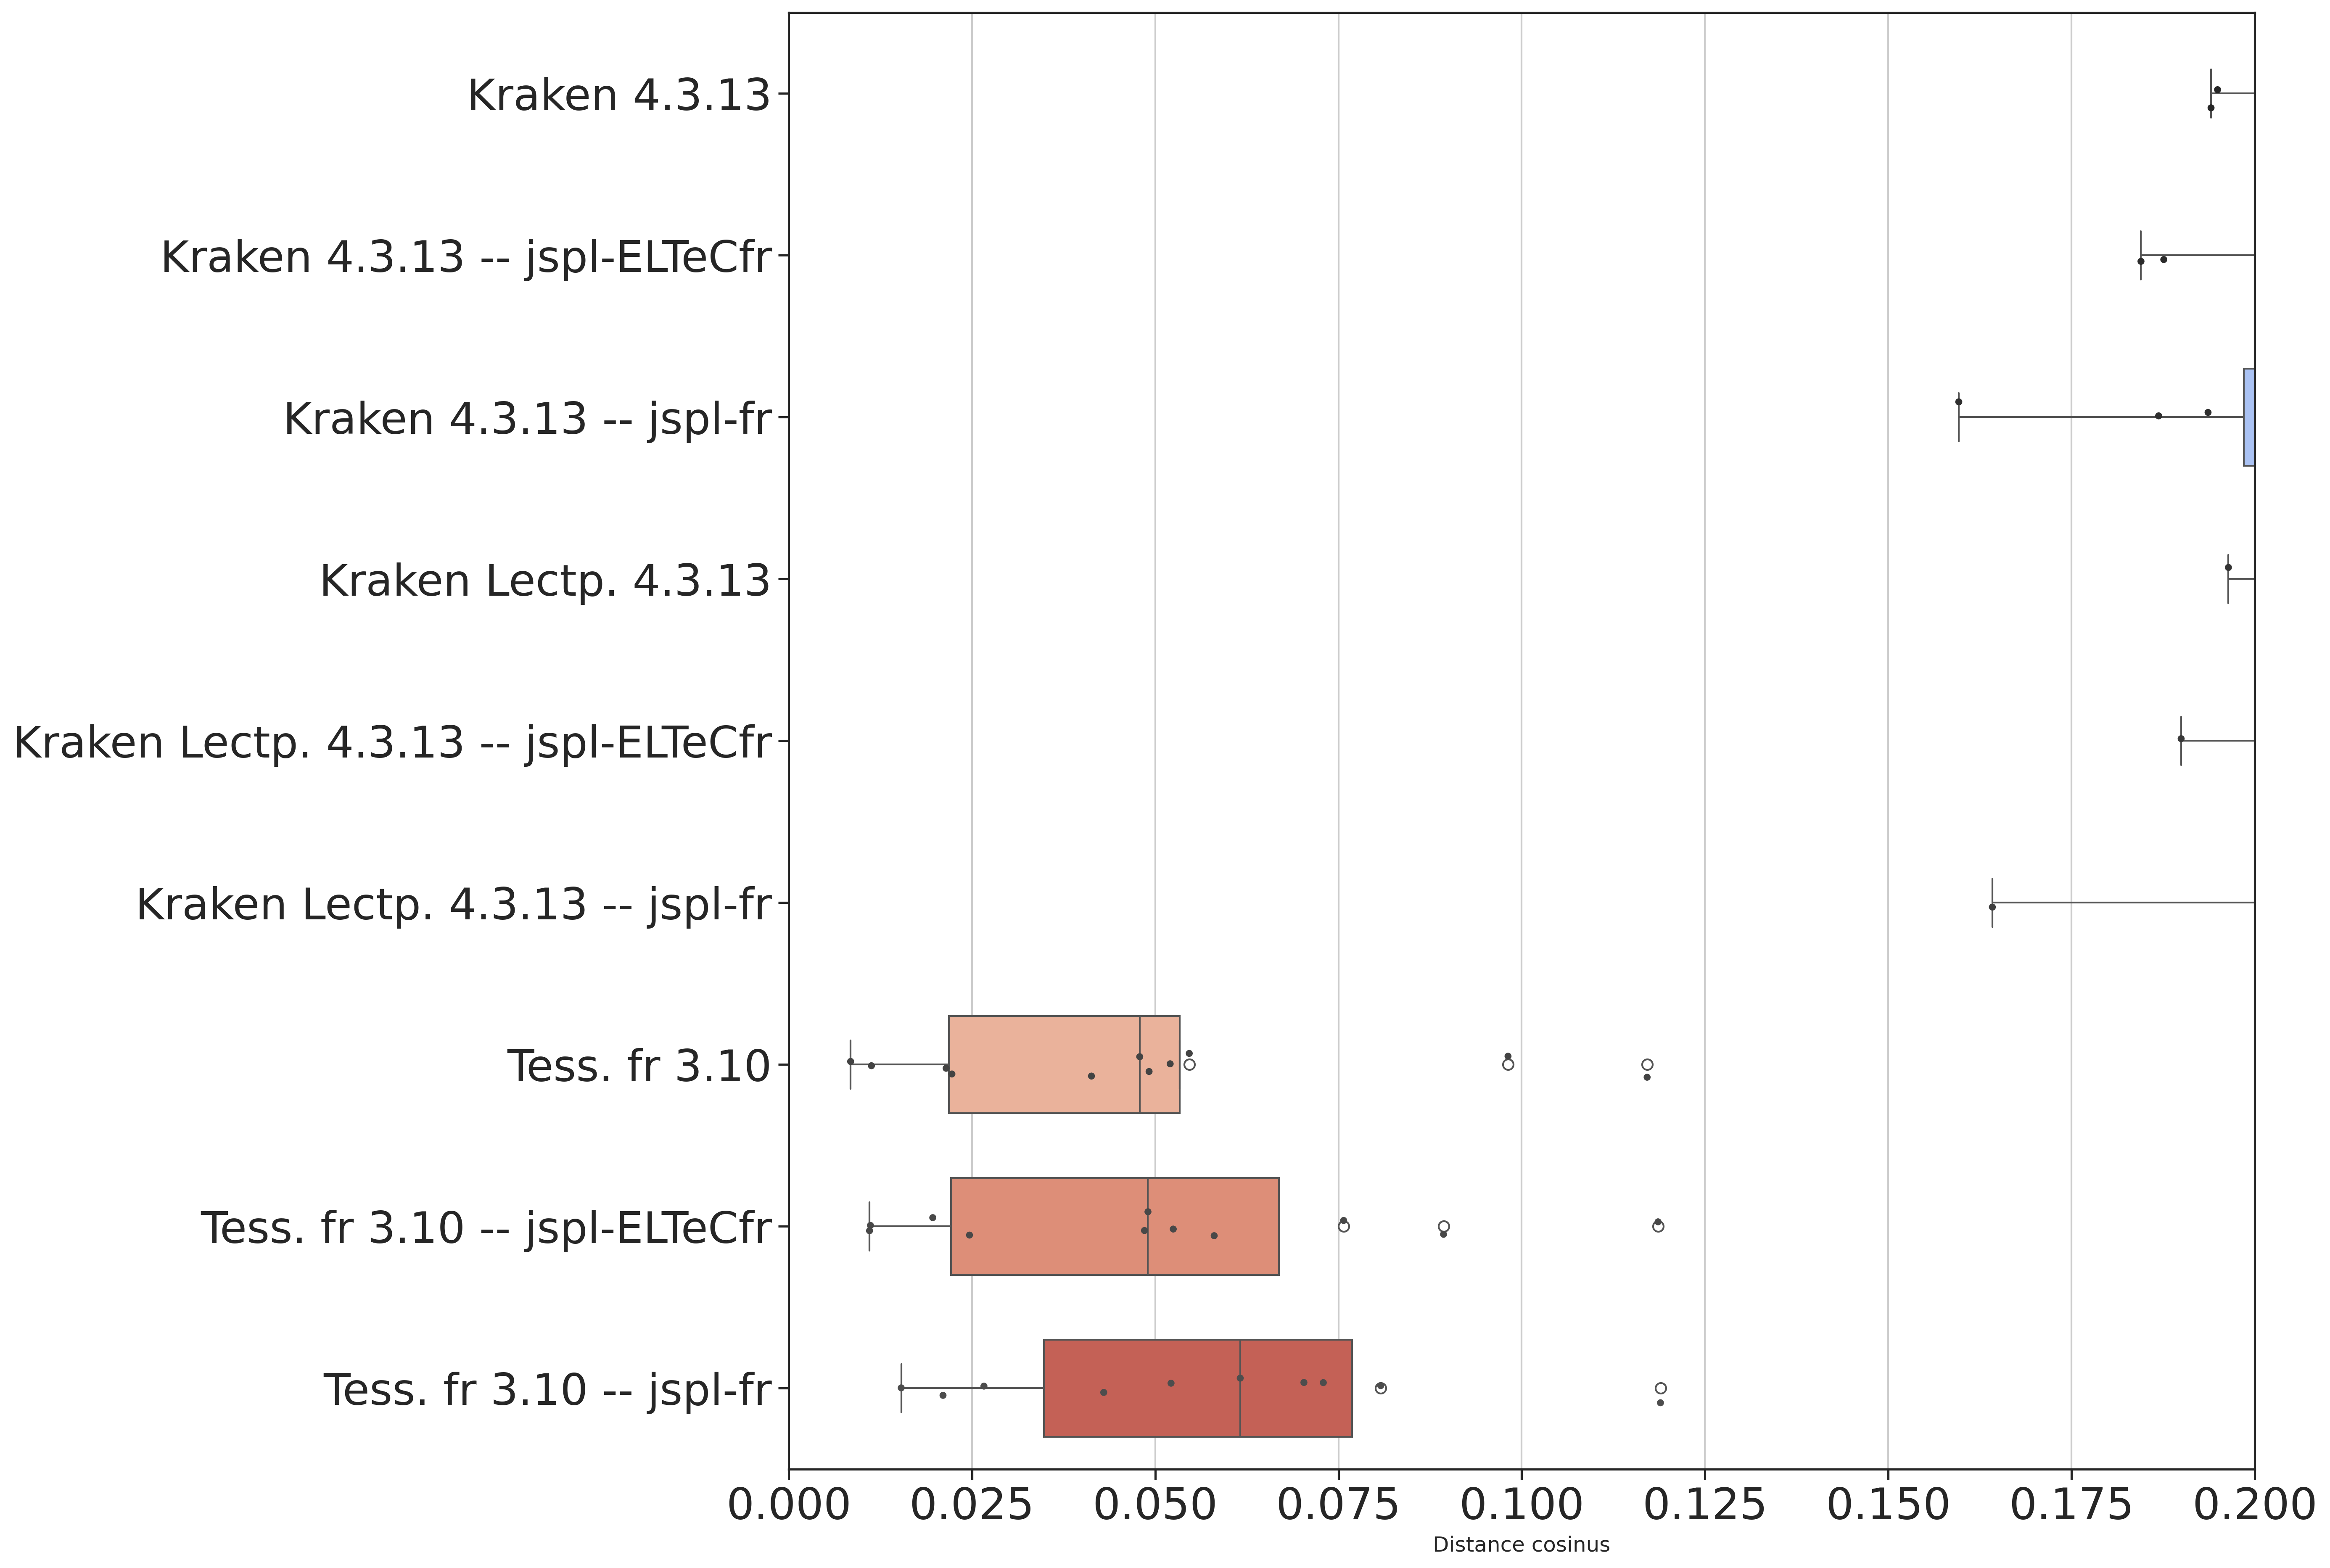 Kraken 4.3.13
Kraken 4.3.13 -- jspl-ELTeCfr
Kraken 4.3.13 -- jspl-fr
Kraken Lectp. 4.3.13
Kraken Lectp. 4.3.13 -- jspl-ELTeCfr
Kraken Lectp. 4.3.13 -- jspl-fr
Tess. fr 3.10
Tess. fr 3.10 -- jspl-ELTeCfr
Tess. fr 3.10 -- jspl-fr
0.000 0.025 0.050 0.075 0.100 0.125 0.150 0.175 0.200
Distance cosinus